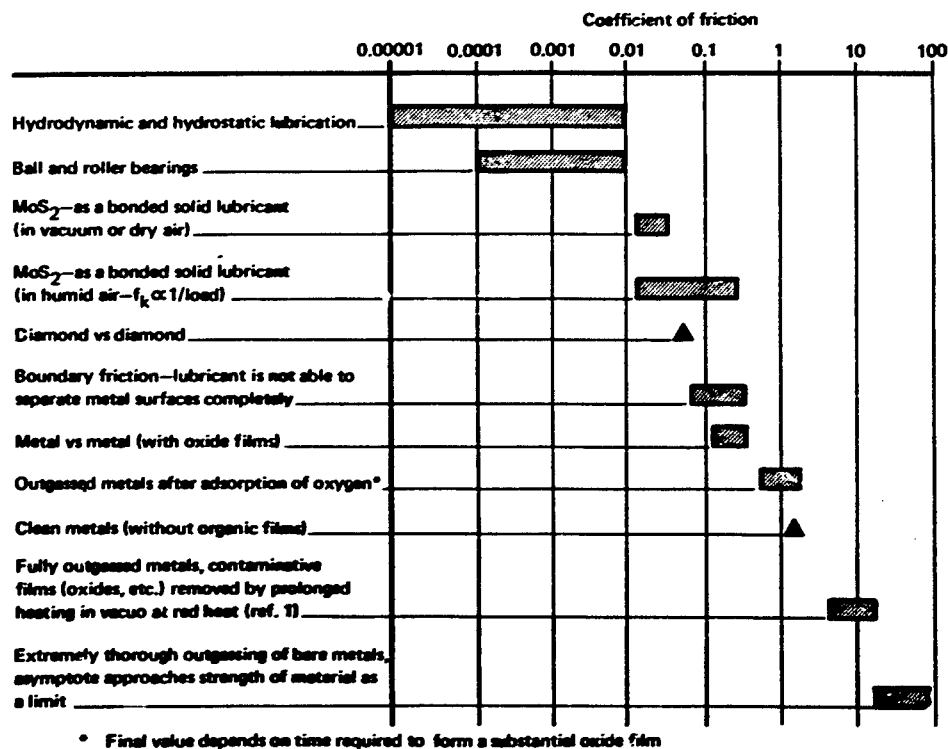 Coefficient of friction
0.00001 0.0001 0.001 0.01 0.1 1 10 100
Hydrodynamic and hydrostatic lubrication
Ball and roller bearings
MoS2—as a bonded solid lubricant
(in vacuum or dry air)
MoS2—as a bonded solid lubricant
(in humid air—fk ∝ 1/load)
Diamond vs diamond
Boundary friction—lubricant is not able to
separate metal surfaces completely
Metal vs metal (with oxide films)
Outgassed metals after adsorption of oxygen*
Clean metals (without organic films)
Fully outgassed metals, contaminative
films (oxides, etc.) removed by prolonged
heating in vacuo at red heat (ref. 1)
Extremely thorough outgassing of bare metals,
asymptote approaches strength of material as
a limit
* Final value depends on time required to form a substantial oxide film